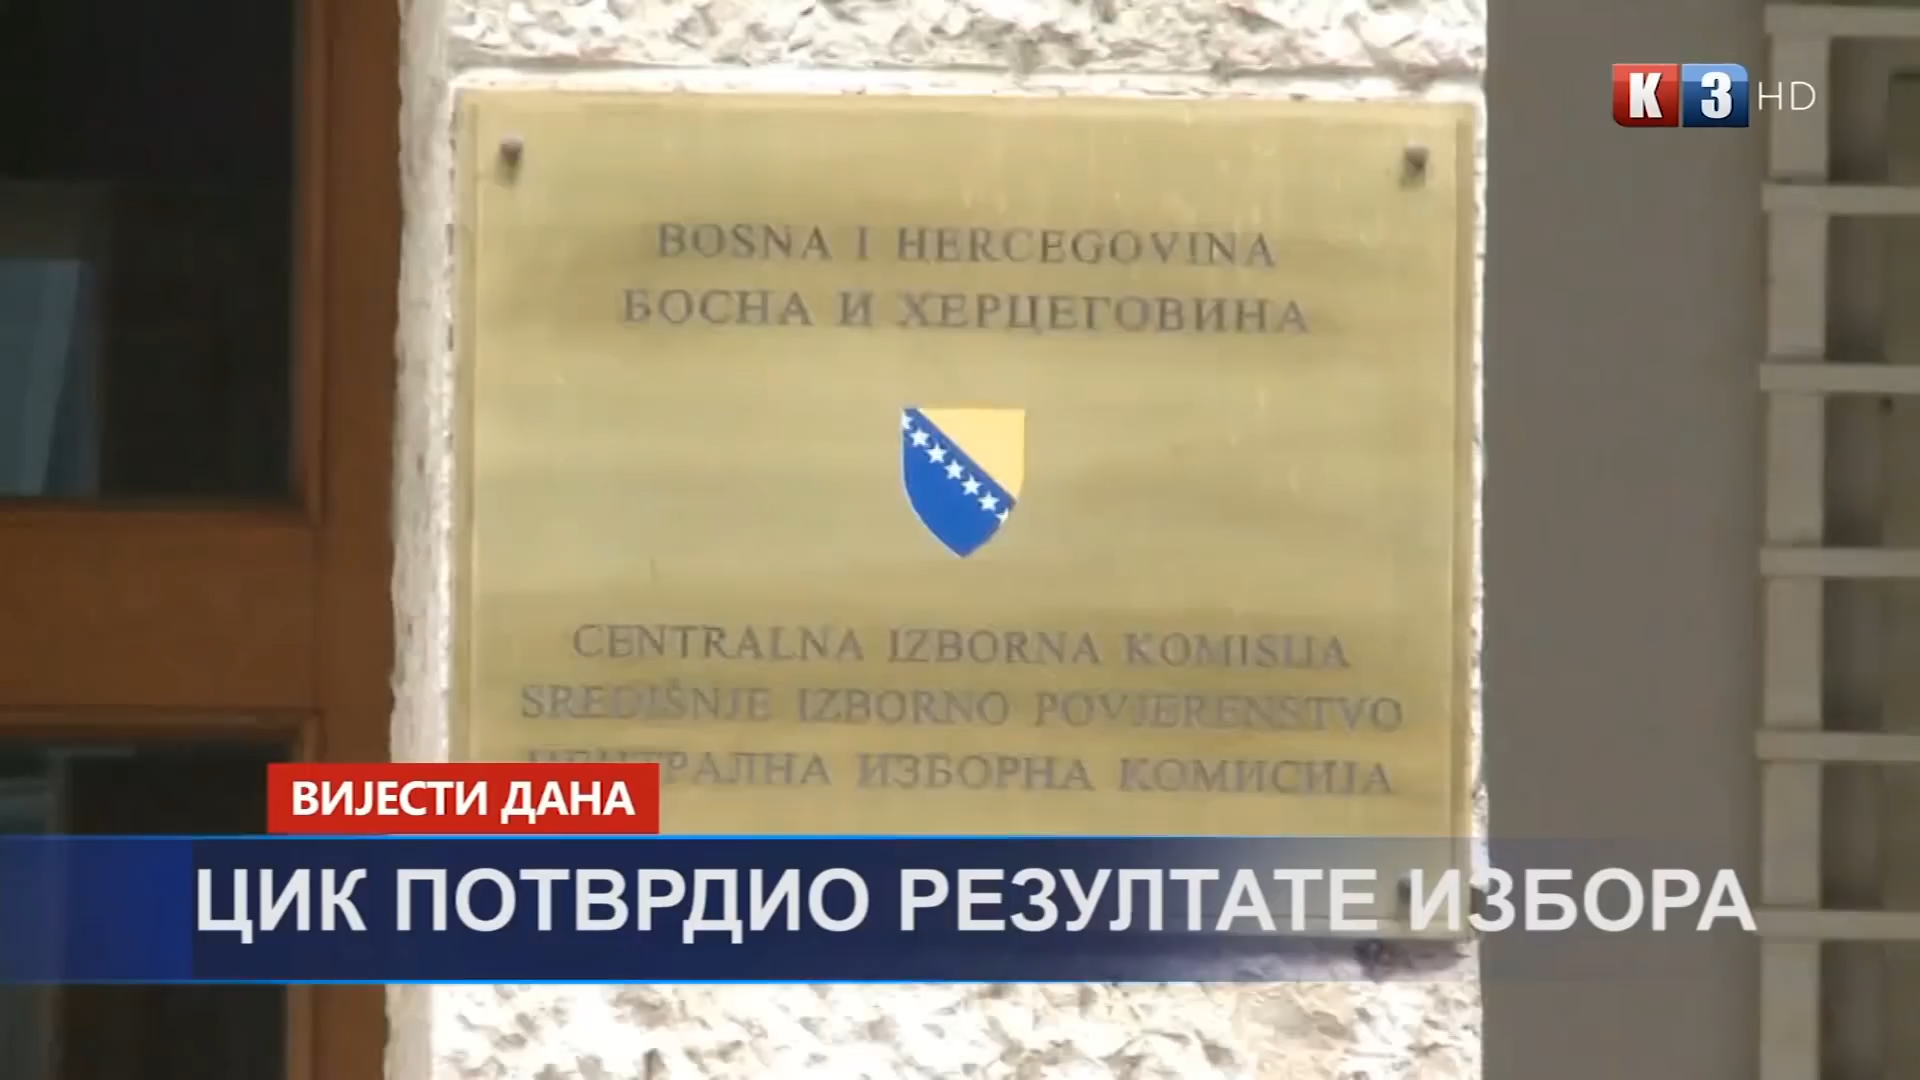 K3 HD
BOSNA I HERCEGOVINA
БОСНА И ХЕРЦЕГОВИНА
CENTRALNA IZBORNA KOMISIJA
SREDIŠNJE IZBORNO POVJERENSTVO
ЦЕНТРАЛНА ИЗБОРНА КОМИСИЈА
ВИЈЕСТИ ДАНА
ЦИК ПОТВРДИО РЕЗУЛТАТЕ ИЗБОРА